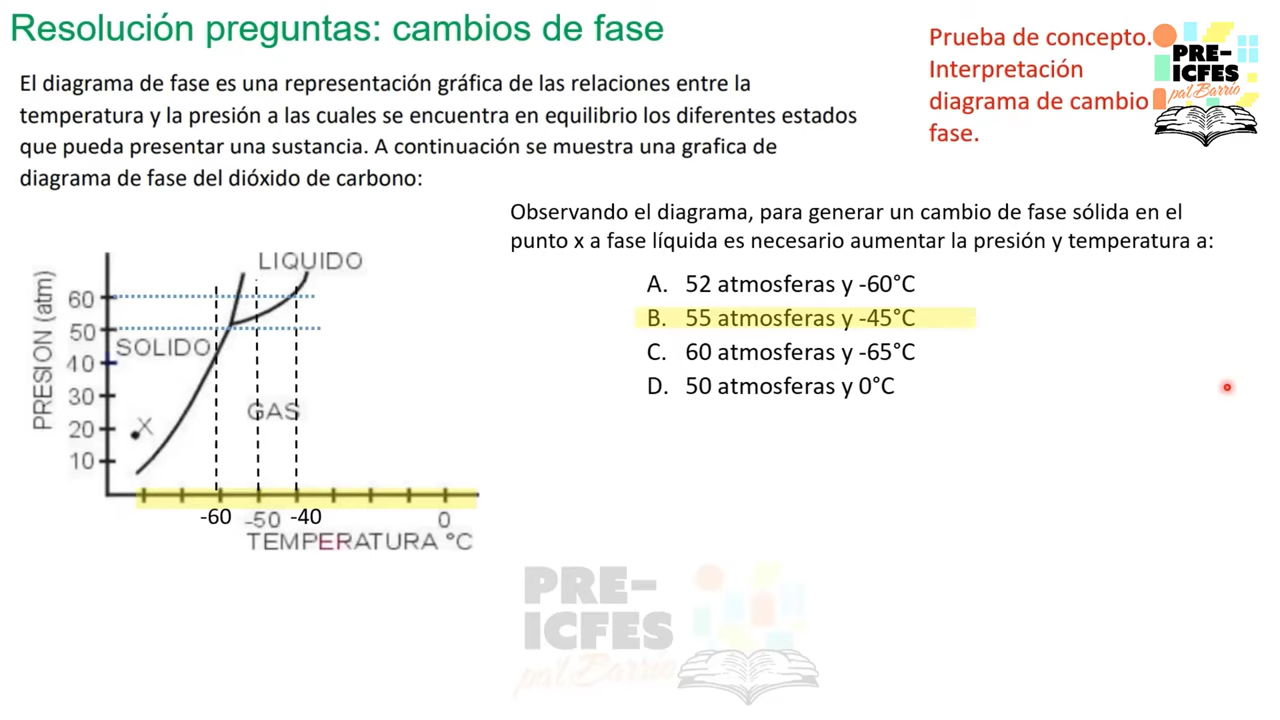 Resolución preguntas: cambios de fase
Prueba de concepto.
Interpretación
diagrama de cambio
fase.
PRE-
ICFES
pa'l Barrio
El diagrama de fase es una representación gráfica de las relaciones entre la
temperatura y la presión a las cuales se encuentra en equilibrio los diferentes estados
que pueda presentar una sustancia. A continuación se muestra una grafica de
diagrama de fase del dióxido de carbono:
Observando el diagrama, para generar un cambio de fase sólida en el
punto x a fase líquida es necesario aumentar la presión y temperatura a:
A. 52 atmosferas y -60°C
B. 55 atmosferas y -45°C
C. 60 atmosferas y -65°C
D. 50 atmosferas y 0°C
LIQUIDO
PRESION (atm)
60
50
SOLIDO
40
30
GAS
20
X
10
-60 -50 -40 0
TEMPERATURA °C
PRE-
ICFES
pa'l Barrio